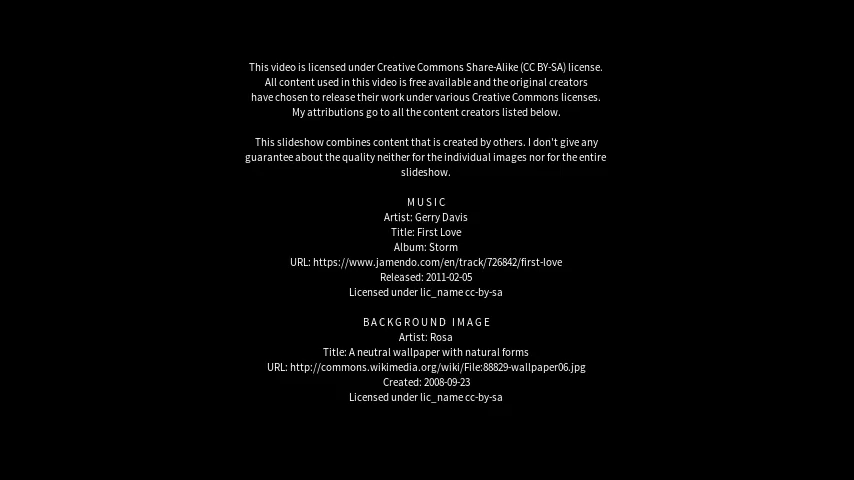 This video is licensed under Creative Commons Share-Alike (CC BY-SA) license.
All content used in this video is free available and the original creators
have chosen to release their work under various Creative Commons licenses.
My attributions go to all the content creators listed below.
This slideshow combines content that is created by others. I don't give any
guarantee about the quality neither for the individual images nor for the entire
slideshow.
MUSIC
Artist: Gerry Davis
Title: First Love
Album: Storm
URL: https://www.jamendo.com/en/track/726842/first-love
Released: 2011-02-05
Licensed under lic_name cc-by-sa
BACKGROUND IMAGE
Artist: Rosa
Title: A neutral wallpaper with natural forms
URL: http://commons.wikimedia.org/wiki/File:88829-wallpaper06.jpg
Created: 2008-09-23
Licensed under lic_name cc-by-sa